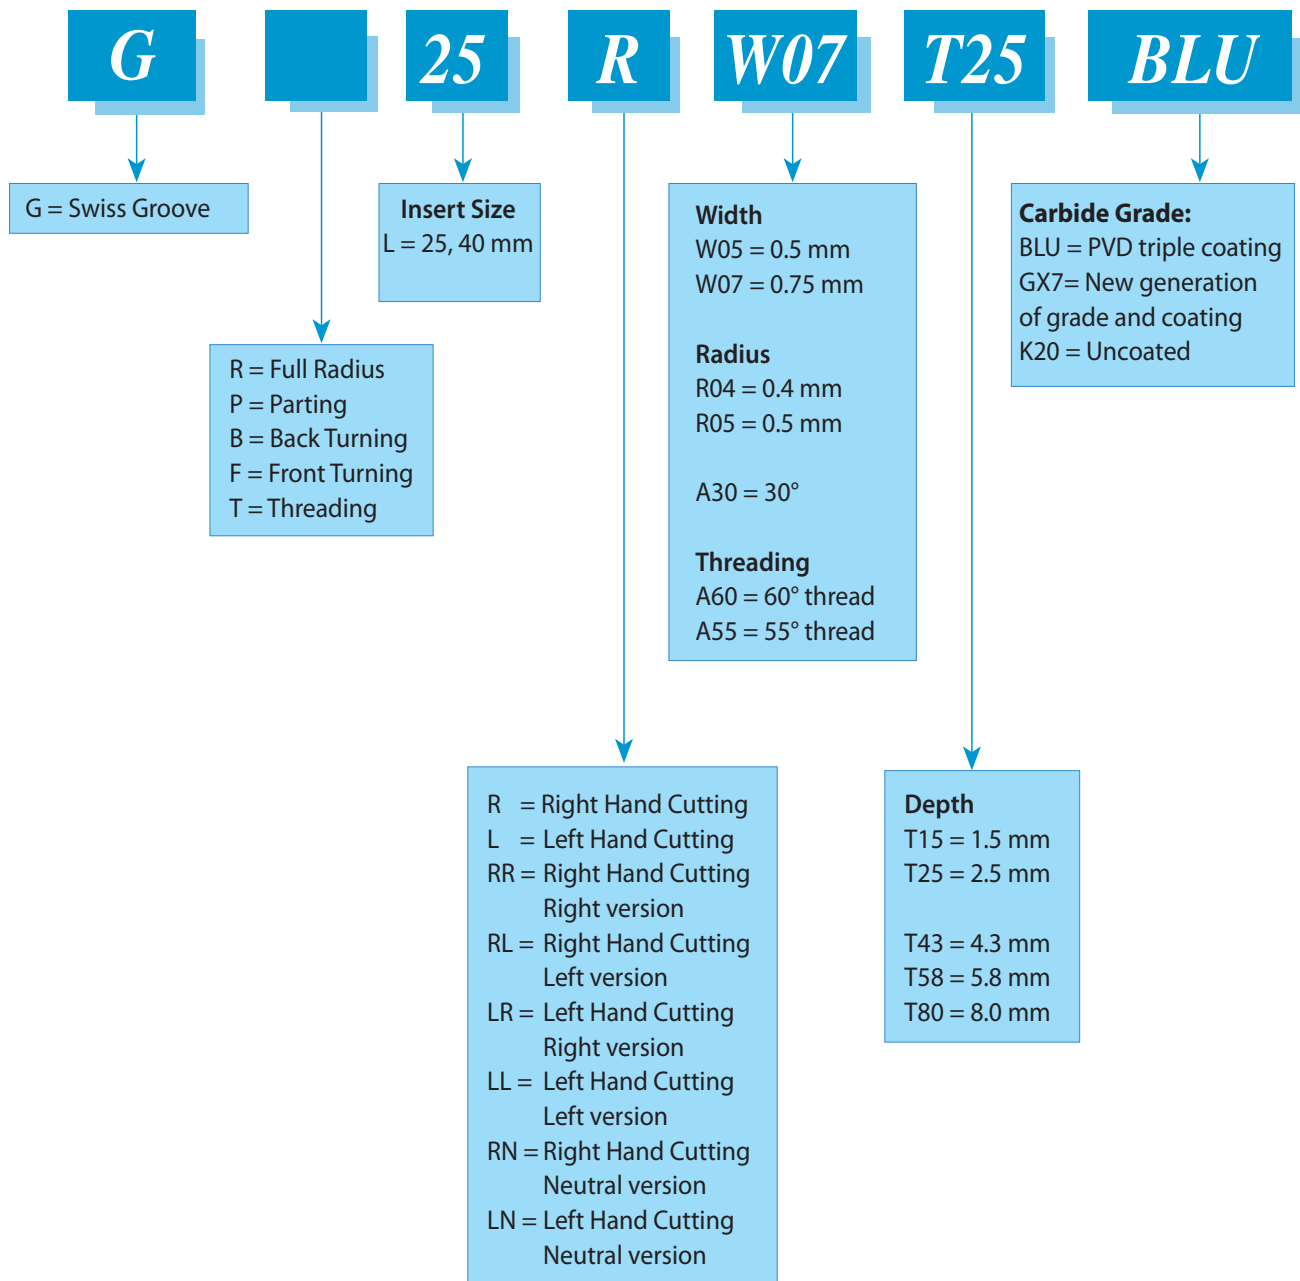 G 25 R W07 T25 BLU
G = Swiss Groove
R = Full Radius
P = Parting
B = Back Turning
F = Front Turning
T = Threading
Insert Size
L = 25, 40 mm
R = Right Hand Cutting
L = Left Hand Cutting
RR = Right Hand Cutting
Right version
RL = Right Hand Cutting
Left version
LR = Left Hand Cutting
Right version
LL = Left Hand Cutting
Left version
RN = Right Hand Cutting
Neutral version
LN = Left Hand Cutting
Neutral version
Width
W05 = 0.5 mm
W07 = 0.75 mm
Radius
R04 = 0.4 mm
R05 = 0.5 mm
A30 = 30°
Threading
A60 = 60° thread
A55 = 55° thread
Depth
T15 = 1.5 mm
T25 = 2.5 mm
T43 = 4.3 mm
T58 = 5.8 mm
T80 = 8.0 mm
Carbide Grade:
BLU = PVD triple coating
GX7= New generation
of grade and coating
K20 = Uncoated